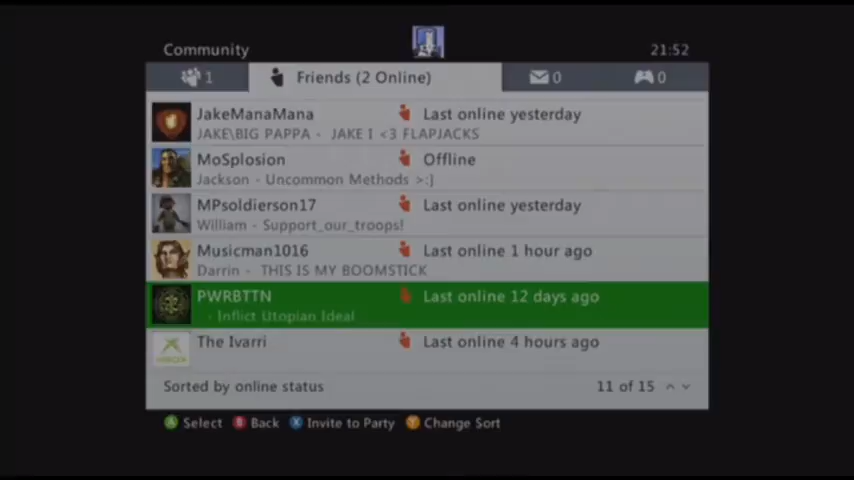 Community 21:52
1 Friends (2 Online) 0 0
JakeManaMana Last online yesterday
JAKE\BIG PAPPA - JAKE I <3 FLAPJACKS
MoSplosion Offline
Jackson - Uncommon Methods >:]
MPsoldierson17 Last online yesterday
William - Support_our_troops!
Musicman1016 Last online 1 hour ago
Darrin - THIS IS MY BOOMSTICK
PWRBTTN Last online 12 days ago
- Inflict Utopian Ideal
The Ivarri Last online 4 hours ago
XBOX
Sorted by online status 11 of 15
A Select B Back X Invite to Party Y Change Sort